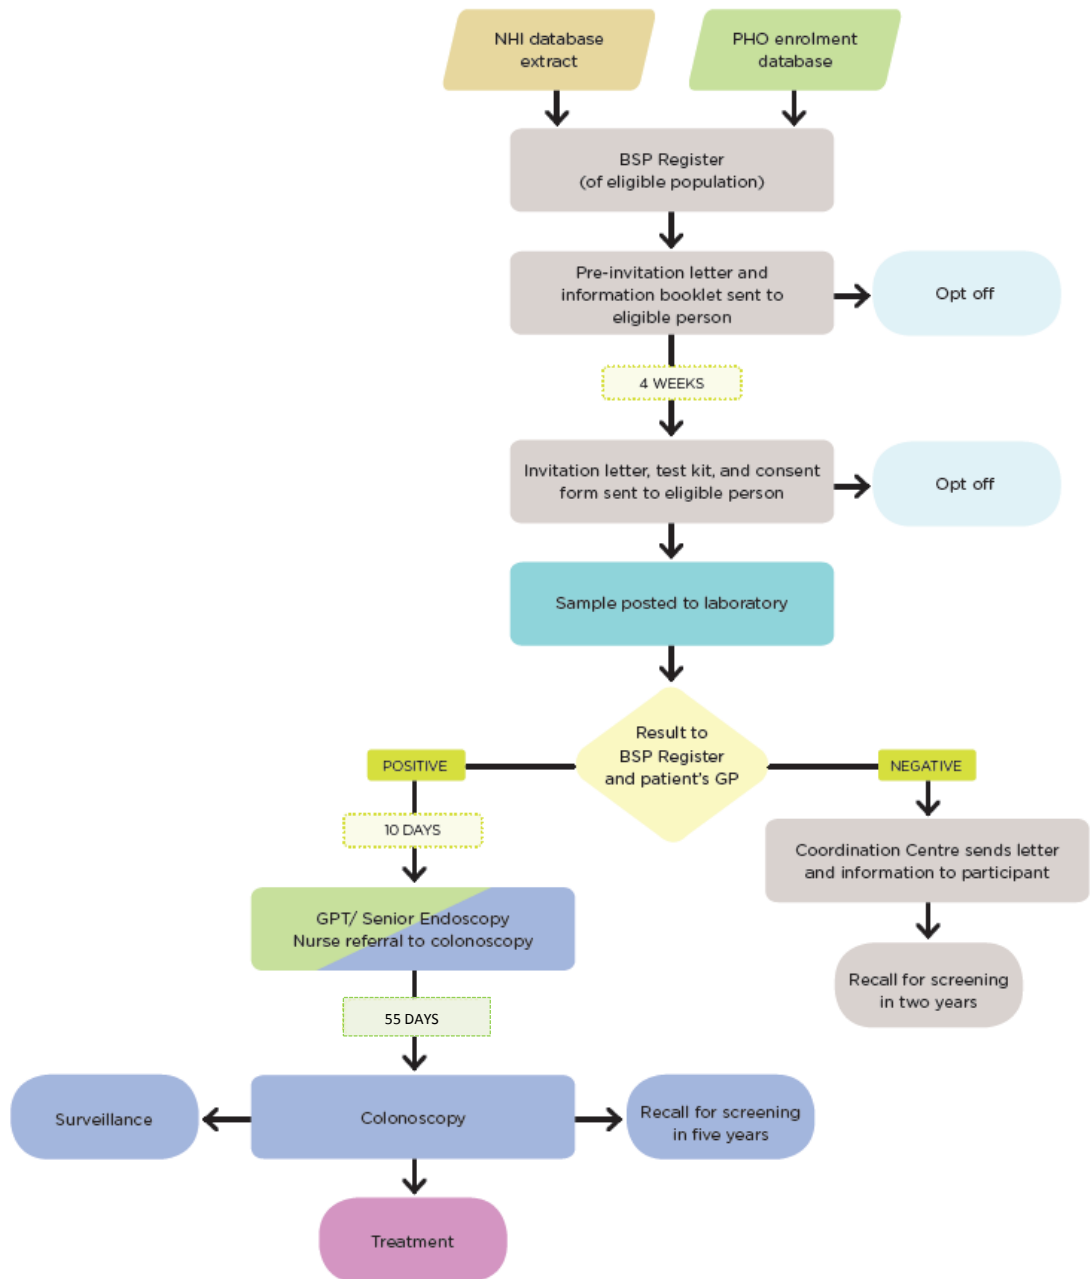 NHI database
extract
PHO enrolment
database
BSP Register
(of eligible population)
Pre-invitation letter and
information booklet sent to
eligible person
Opt off
4 WEEKS
Invitation letter, test kit, and consent
form sent to eligible person
Opt off
Sample posted to laboratory
Result to
BSP Register
and patient's GP
POSITIVE
NEGATIVE
10 DAYS
Coordination Centre sends letter
and information to participant
GPT/ Senior Endoscopy
Nurse referral to colonoscopy
Recall for screening
in two years
55 DAYS
Surveillance
Colonoscopy
Recall for screening
in five years
Treatment